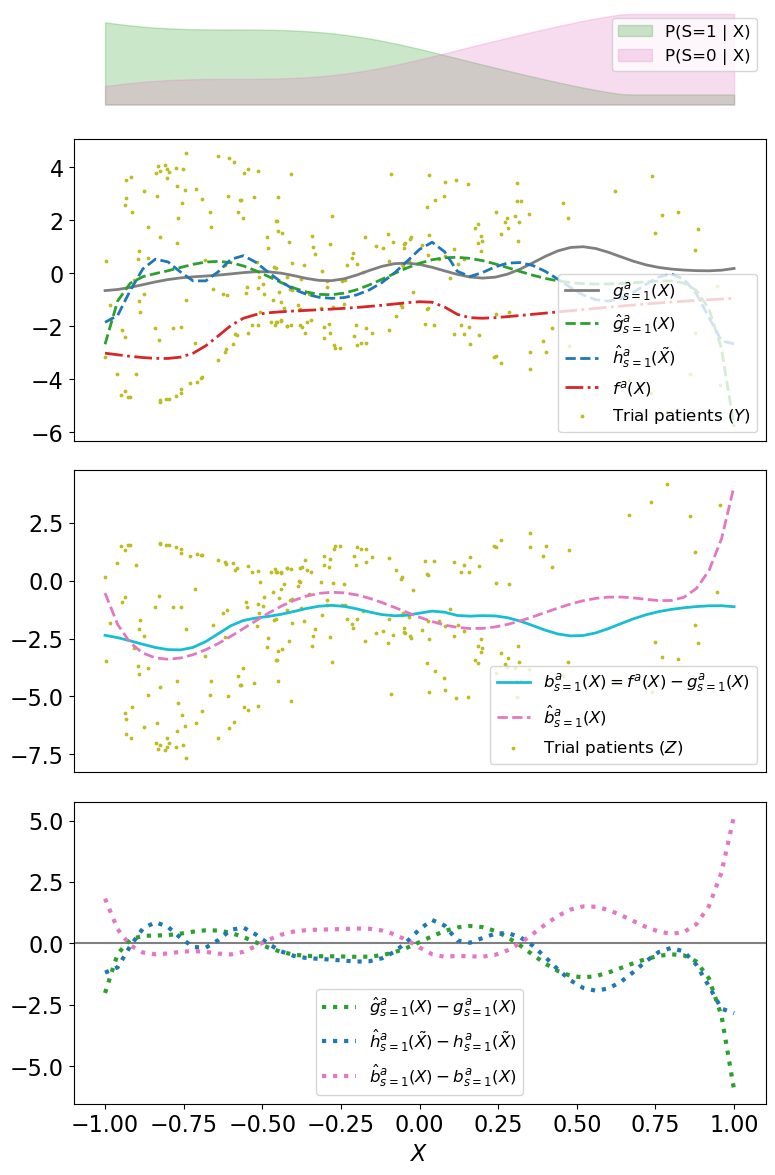 P(S=1 | X)
P(S=0 | X)
4
2
0
−2
−4
−6
g^a_{s=1}(X)
ĝ^a_{s=1}(X)
ĥ^a_{s=1}(X̃)
f^a(X)
Trial patients (Y)
2.5
0.0
−2.5
−5.0
−7.5
b^a_{s=1}(X) = f^a(X) − g^a_{s=1}(X)
b̂^a_{s=1}(X)
Trial patients (Z)
5.0
2.5
0.0
−2.5
−5.0
ĝ^a_{s=1}(X) − g^a_{s=1}(X)
ĥ^a_{s=1}(X̃) − h^a_{s=1}(X̃)
b̂^a_{s=1}(X) − b^a_{s=1}(X)
−1.00 −0.75 −0.50 −0.25 0.00 0.25 0.50 0.75 1.00
X